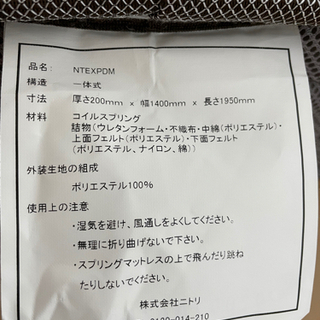 品名: NTEXPDM
構造 一体式
寸法 厚さ200mm × 幅1400mm × 長さ1950mm
材料 コイルスプリング
詰物(ウレタンフォーム・不織布・中綿(ポリエステル)・
上面フェルト(ポリエステル)・下面フェルト
(ポリエステル、ナイロン、綿))
外装生地の組成
ポリエステル100%
使用上の注意
・湿気を避け、風通しをよくしてください。
・無理に折り曲げないで下さい。
・スプリングマットレスの上で飛んだり跳ね
たりしないでください。
株式会社ニトリ
0120-014-210